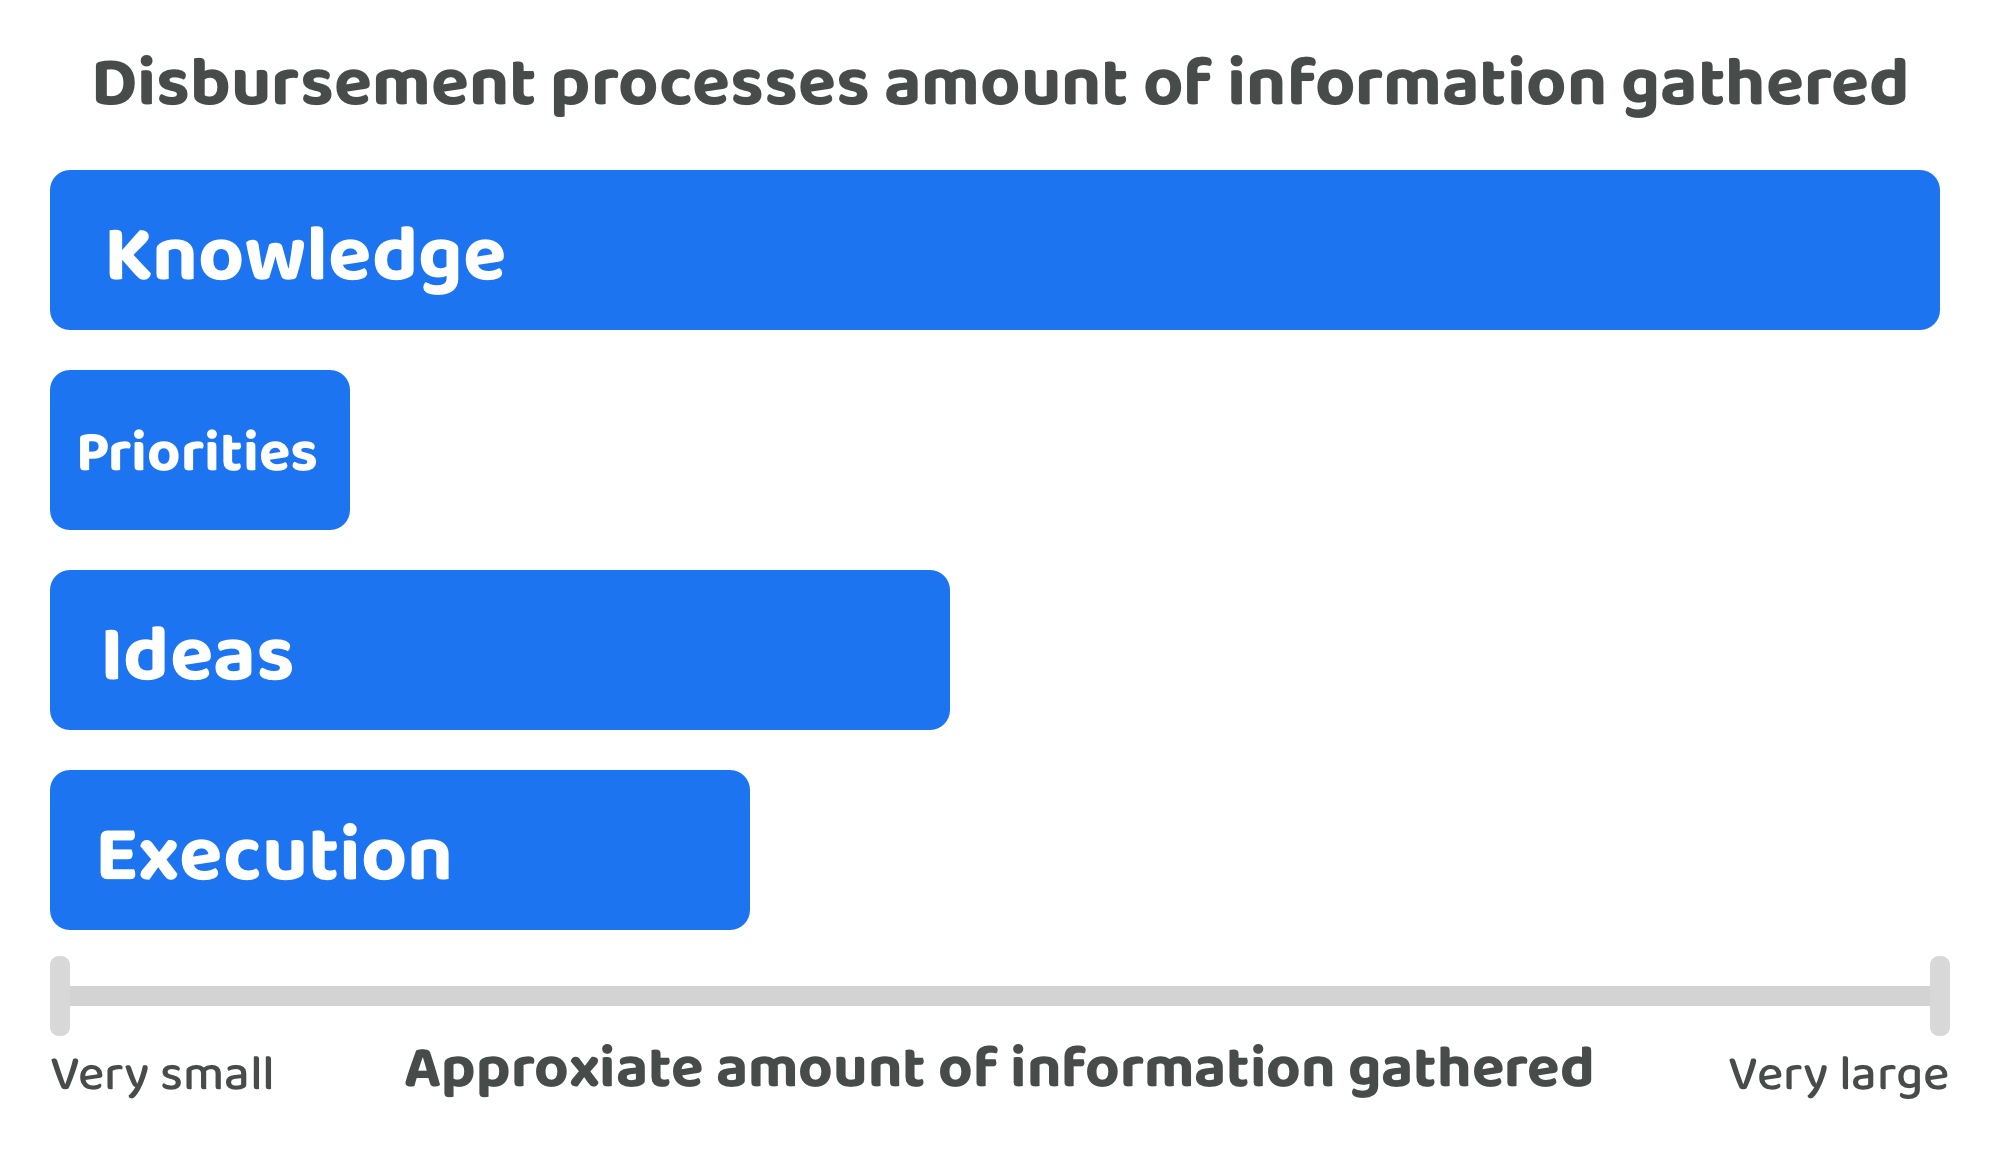 Disbursement processes amount of information gathered
Knowledge
Priorities
Ideas
Execution
Very small
Approxiate amount of information gathered
Very large